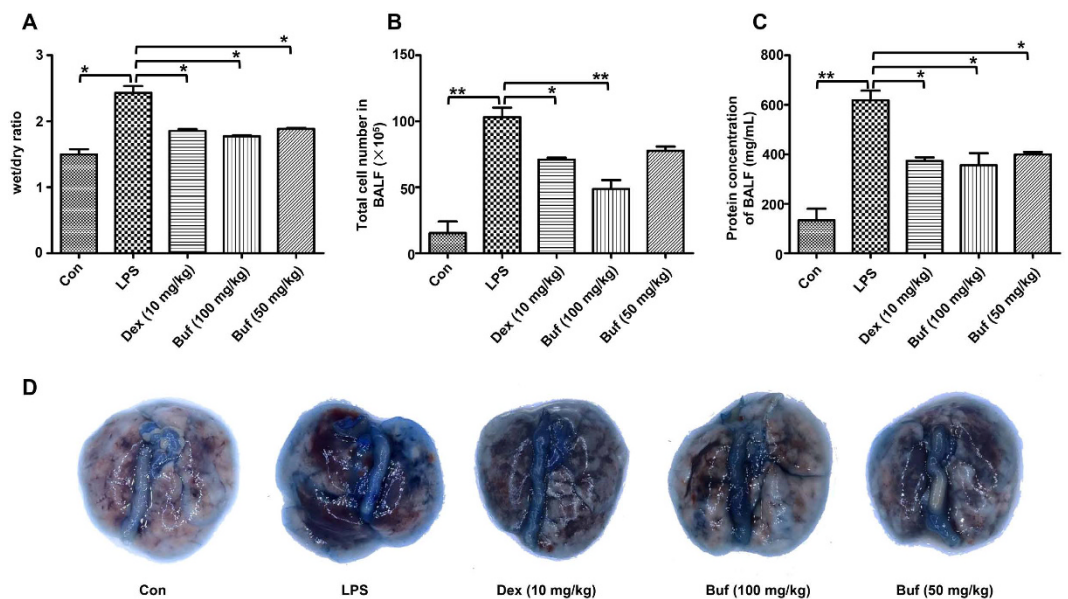 A
wet/dry ratio
3
2
1
0
*
*
*
*
Con
LPS
Dex (10 mg/kg)
Buf (100 mg/kg)
Buf (50 mg/kg)
B
Total cell number in
BALF (×10⁵)
150
100
50
0
**
*
**
Con
LPS
Dex (10 mg/kg)
Buf (100 mg/kg)
Buf (50 mg/kg)
C
Protein concentration
of BALF (mg/mL)
800
600
400
200
0
**
*
*
*
Con
LPS
Dex (10 mg/kg)
Buf (100 mg/kg)
Buf (50 mg/kg)
D
Con
LPS
Dex (10 mg/kg)
Buf (100 mg/kg)
Buf (50 mg/kg)